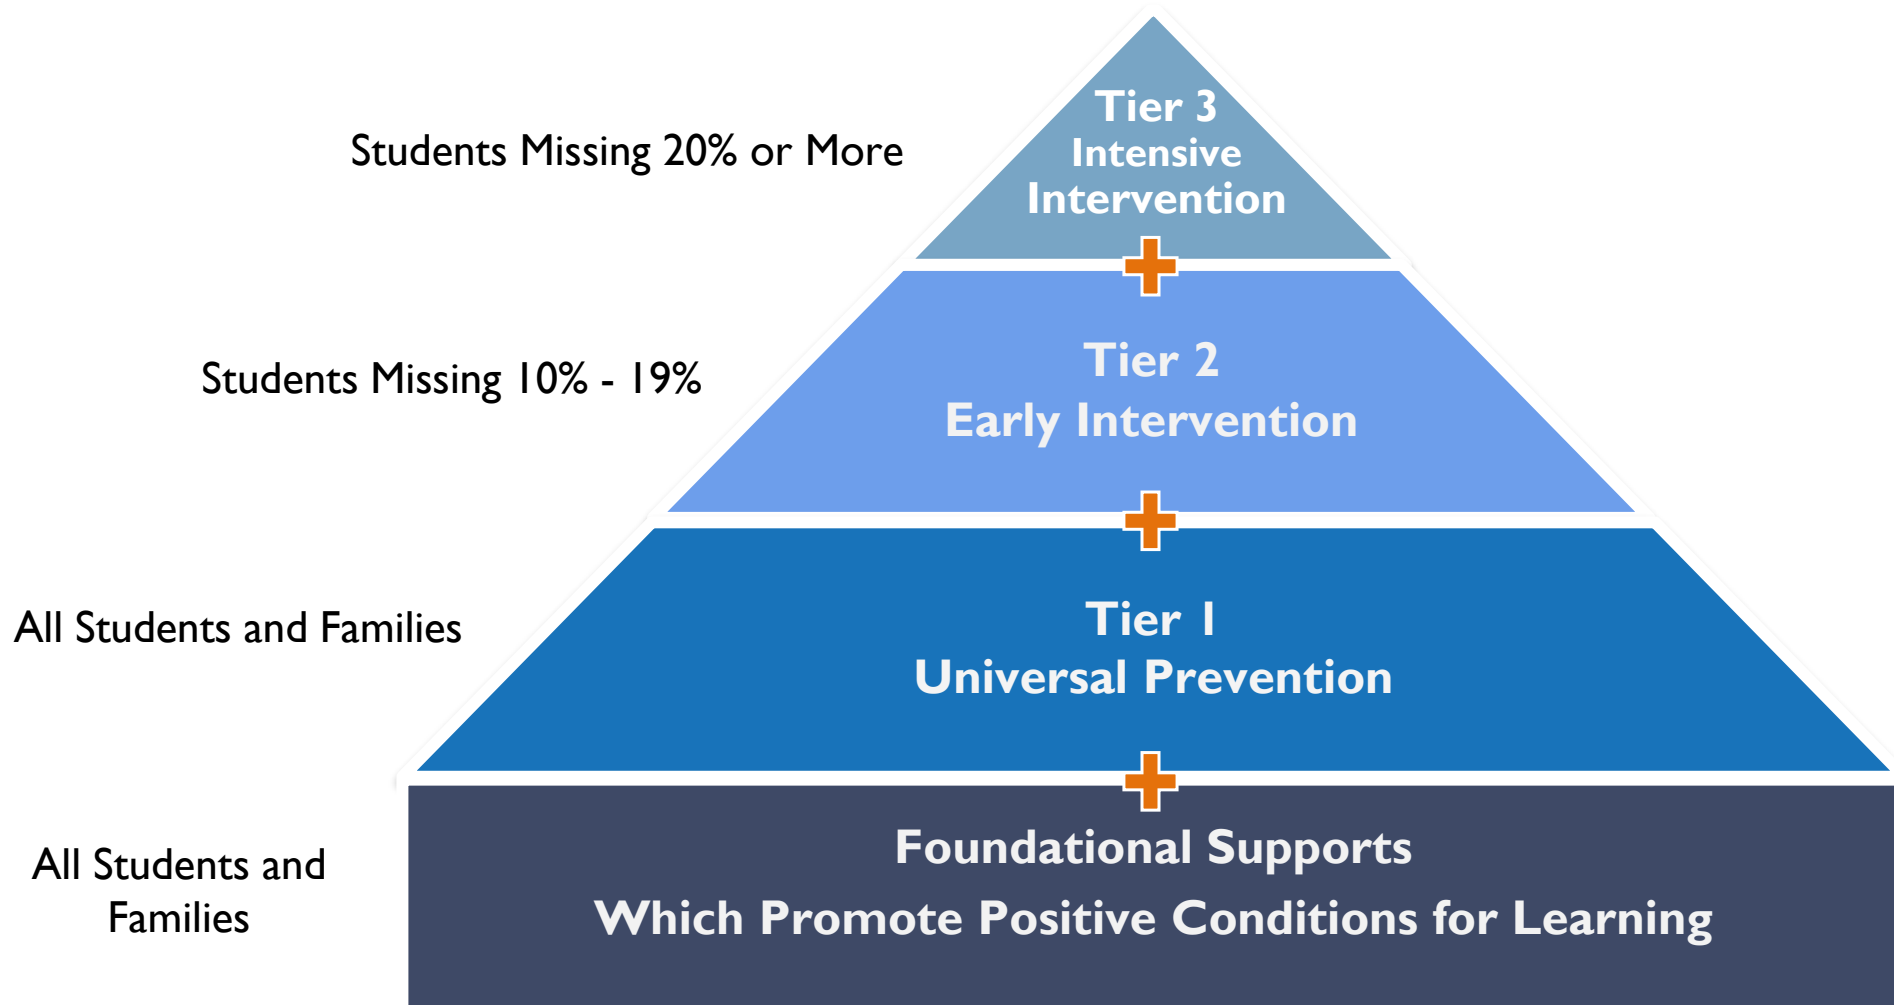 Tier 3
Intensive
Intervention
Students Missing 20% or More
Tier 2
Early Intervention
Students Missing 10% - 19%
Tier 1
Universal Prevention
All Students and Families
Foundational Supports
Which Promote Positive Conditions for Learning
All Students and
Families